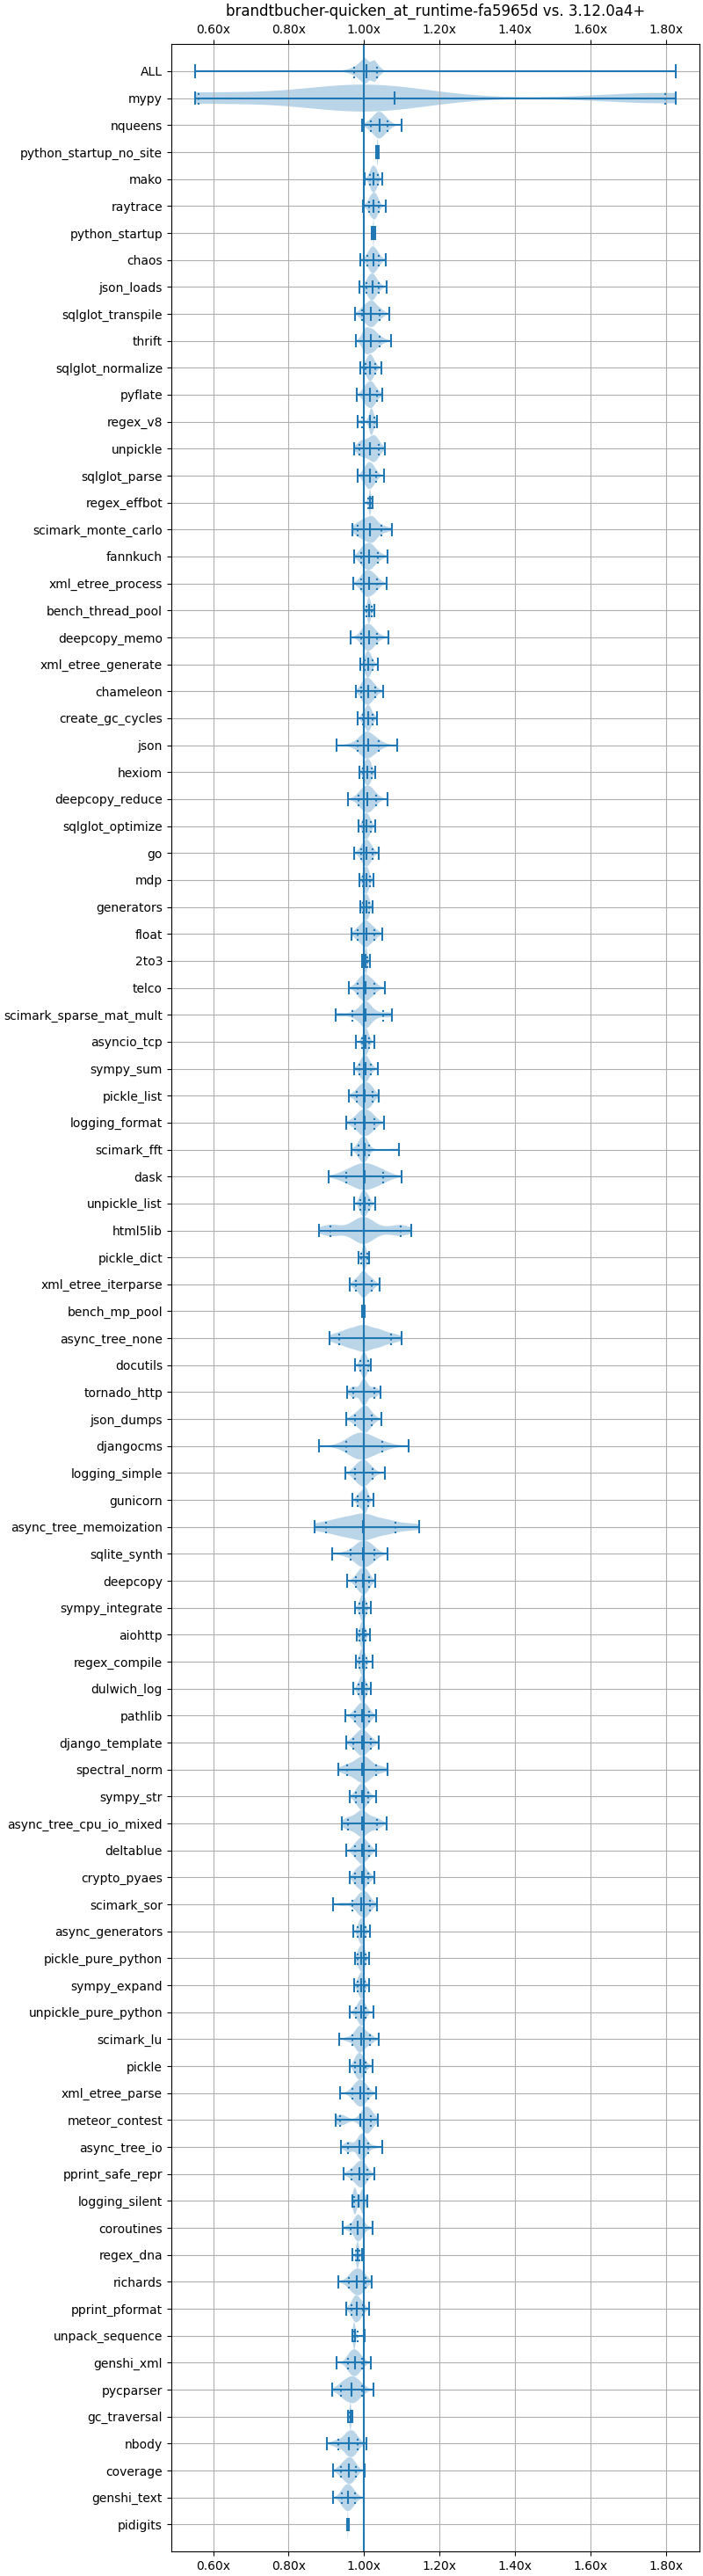 brandtbucher-quicken_at_runtime-fa5965d vs. 3.12.0a4+
0.60x 0.80x 1.00x 1.20x 1.40x 1.60x 1.80x
ALL
mypy
nqueens
python_startup_no_site
mako
raytrace
python_startup
chaos
json_loads
sqlglot_transpile
thrift
sqlglot_normalize
pyflate
regex_v8
unpickle
sqlglot_parse
regex_effbot
scimark_monte_carlo
fannkuch
xml_etree_process
bench_thread_pool
deepcopy_memo
xml_etree_generate
chameleon
create_gc_cycles
json
hexiom
deepcopy_reduce
sqlglot_optimize
go
mdp
generators
float
2to3
telco
scimark_sparse_mat_mult
asyncio_tcp
sympy_sum
pickle_list
logging_format
scimark_fft
dask
unpickle_list
html5lib
pickle_dict
xml_etree_iterparse
bench_mp_pool
async_tree_none
docutils
tornado_http
json_dumps
djangocms
logging_simple
gunicorn
async_tree_memoization
sqlite_synth
deepcopy
sympy_integrate
aiohttp
regex_compile
dulwich_log
pathlib
django_template
spectral_norm
sympy_str
async_tree_cpu_io_mixed
deltablue
crypto_pyaes
scimark_sor
async_generators
pickle_pure_python
sympy_expand
unpickle_pure_python
scimark_lu
pickle
xml_etree_parse
meteor_contest
async_tree_io
pprint_safe_repr
logging_silent
coroutines
regex_dna
richards
pprint_pformat
unpack_sequence
genshi_xml
pycparser
gc_traversal
nbody
coverage
genshi_text
pidigits
0.60x 0.80x 1.00x 1.20x 1.40x 1.60x 1.80x